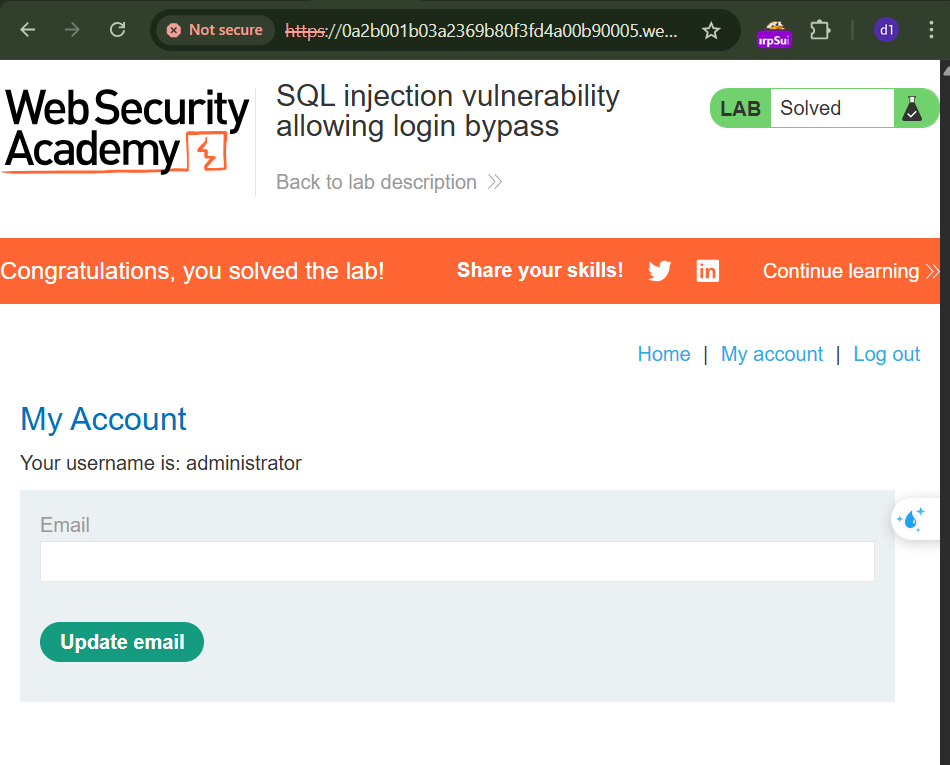 Not secure
https://0a2b001b03a2369b80f3fd4a00b90005.we...
d1
Web Security
Academy
SQL injection vulnerability
allowing login bypass
Back to lab description
LAB Solved
Congratulations, you solved the lab!
Share your skills!
in
Continue learning
Home | My account | Log out
My Account
Your username is: administrator
Email
Update email